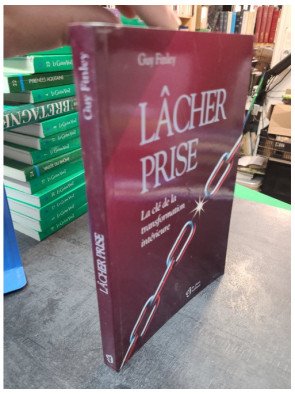 Guy Finley
LÂCHER
PRISE
La clé de la
transformation
intérieure
Guy Finley
LÂCHER PRISE
BRETAGNE